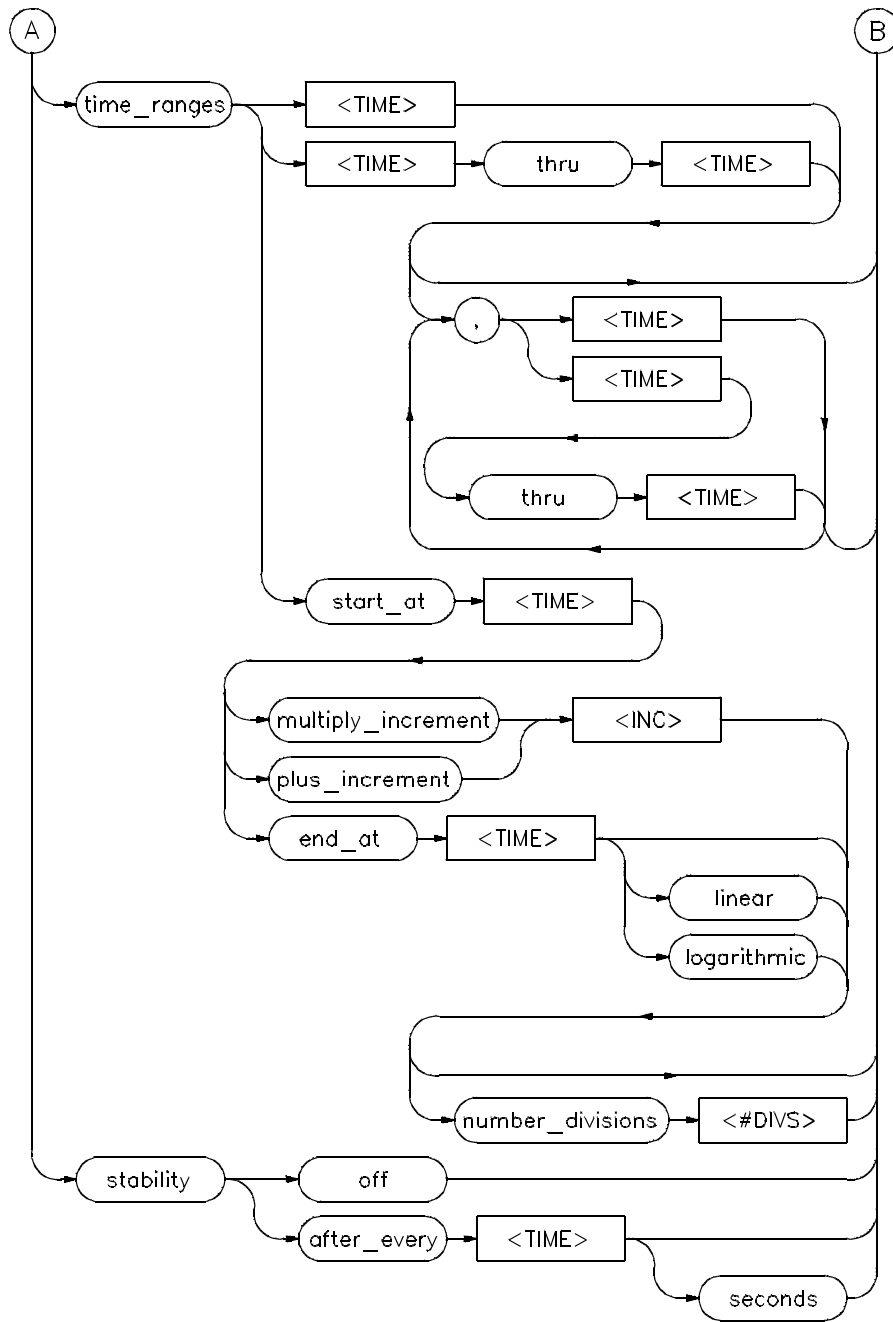 A B
time_ranges <TIME>
<TIME> thru <TIME>
, <TIME>
<TIME>
thru <TIME>
start_at <TIME>
multiply_increment <INC>
plus_increment
end_at <TIME>
linear
logarithmic
number_divisions <#DIVS>
stability off
after_every <TIME>
seconds